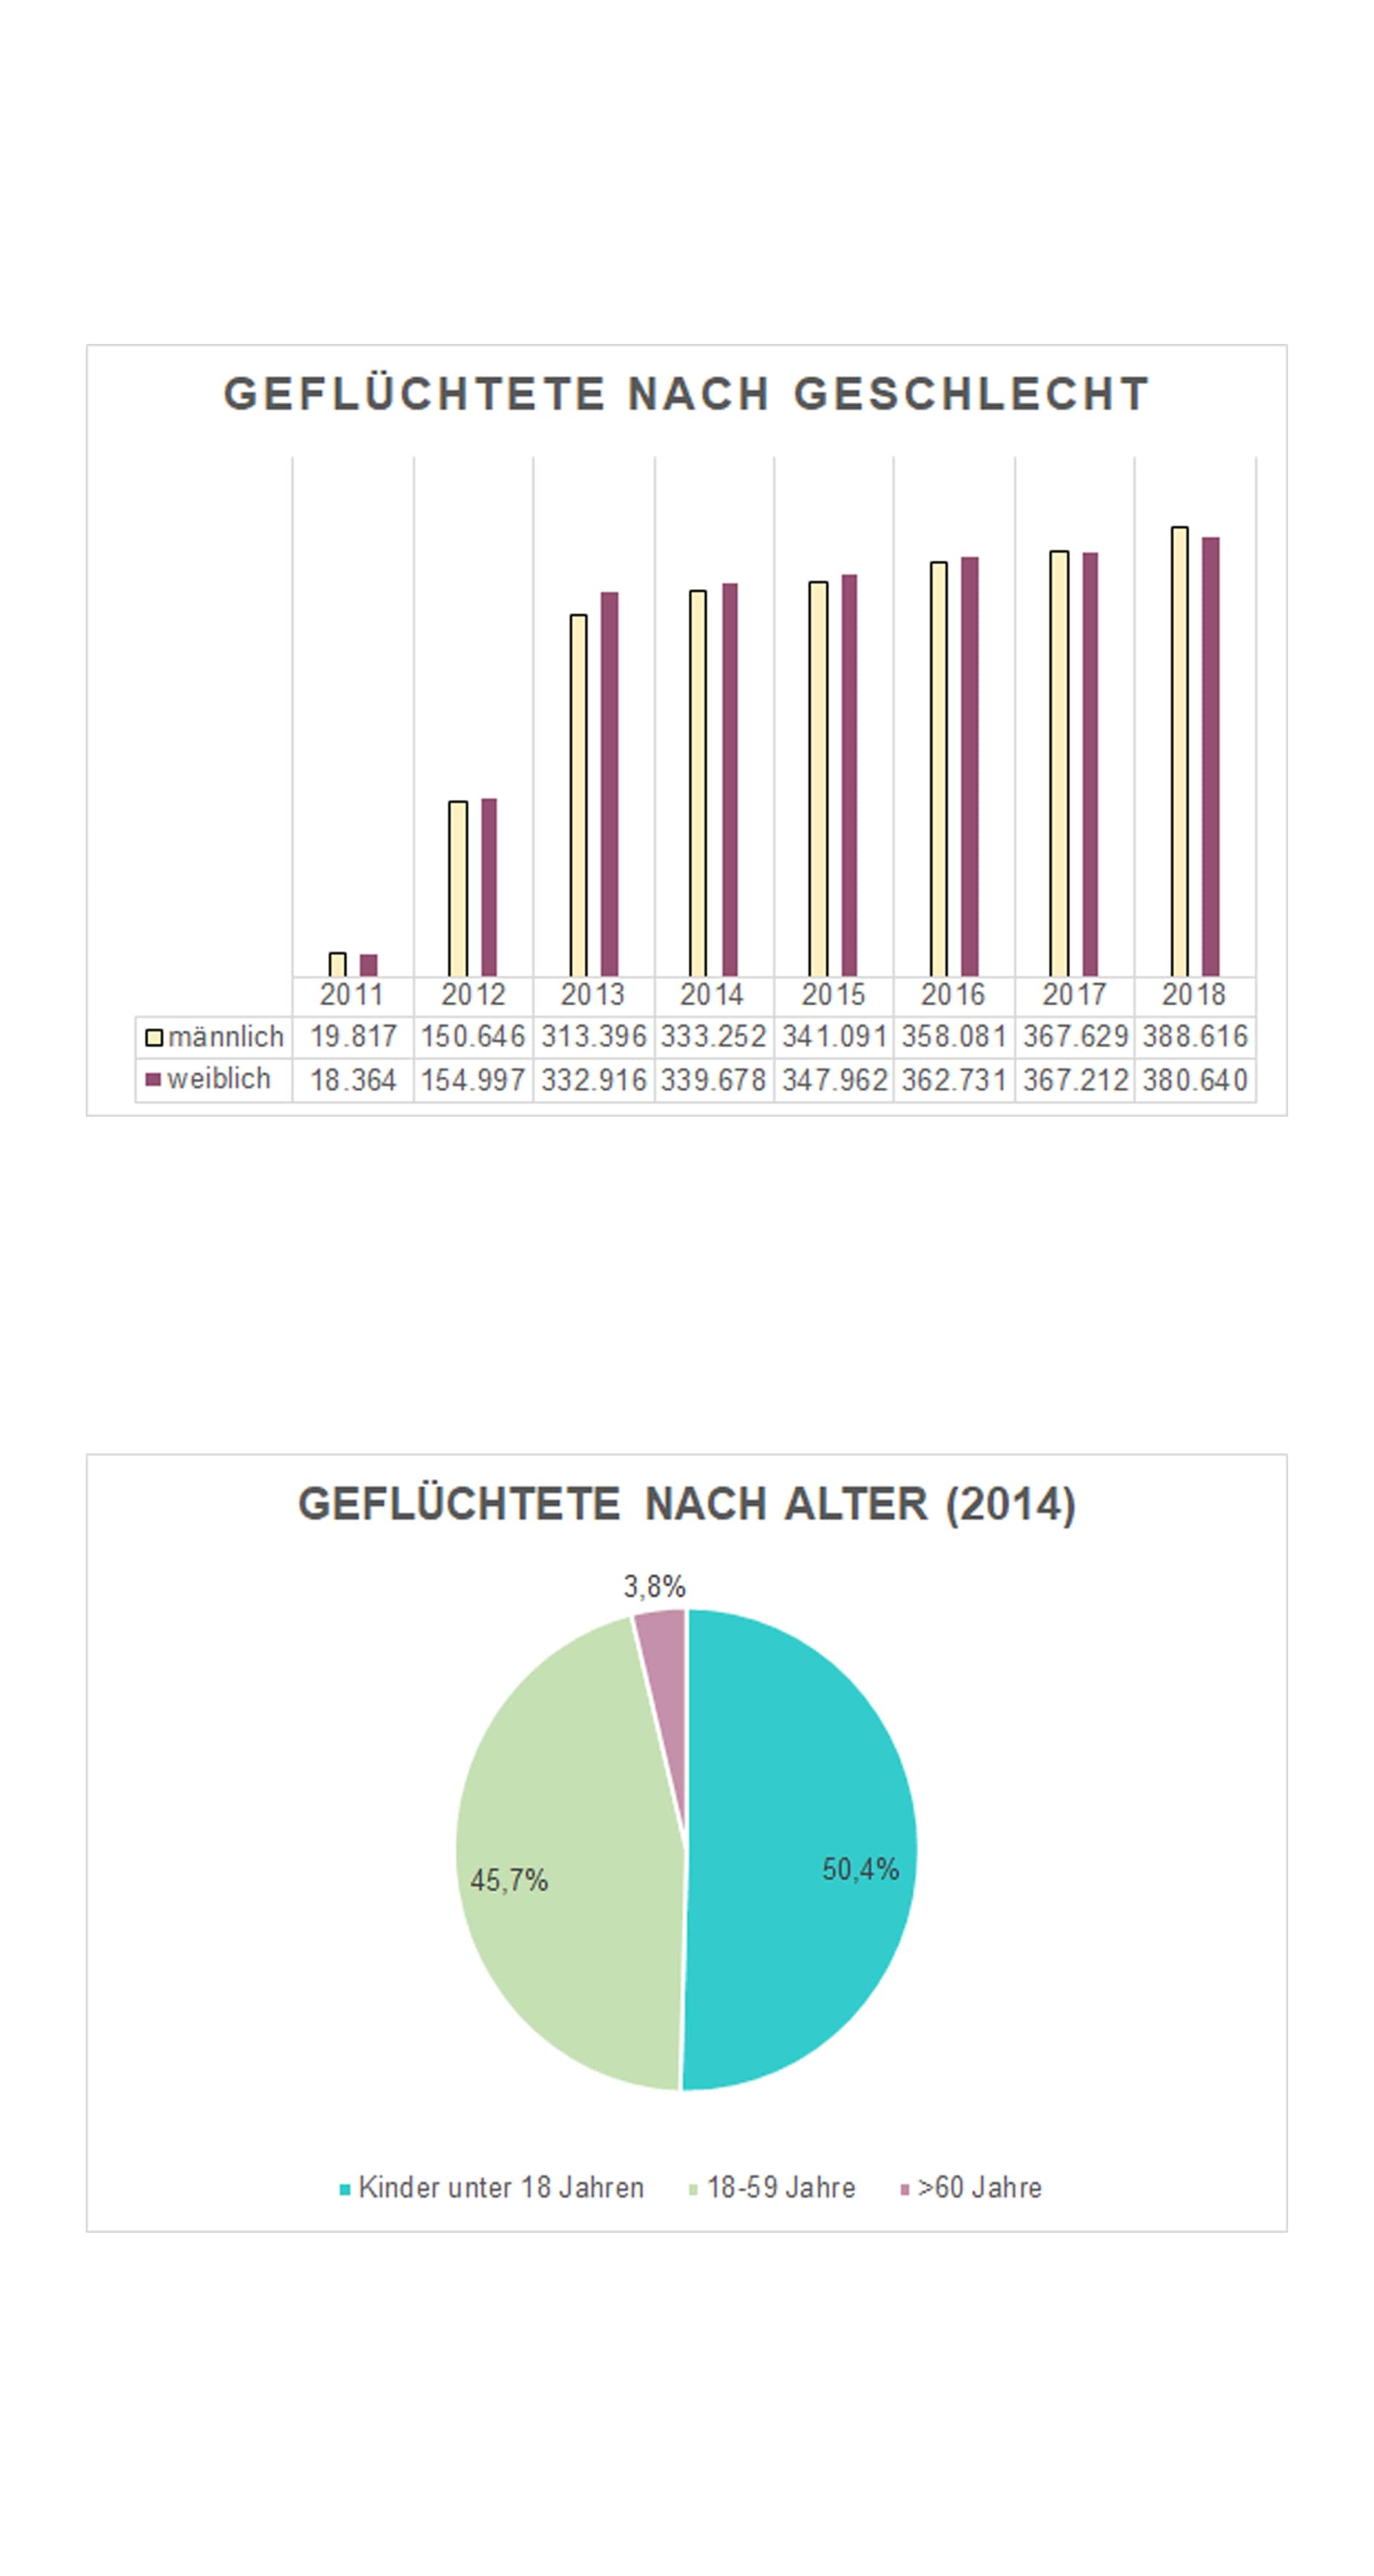 GEFLÜCHTETE NACH GESCHLECHT
2011 2012 2013 2014 2015 2016 2017 2018
männlich 19.817 150.646 313.396 333.252 341.091 358.081 367.629 388.616
weiblich 18.364 154.997 332.916 339.678 347.962 362.731 367.212 380.640
GEFLÜCHTETE NACH ALTER (2014)
3,8%
50,4%
45,7%
Kinder unter 18 Jahren 18-59 Jahre >60 Jahre